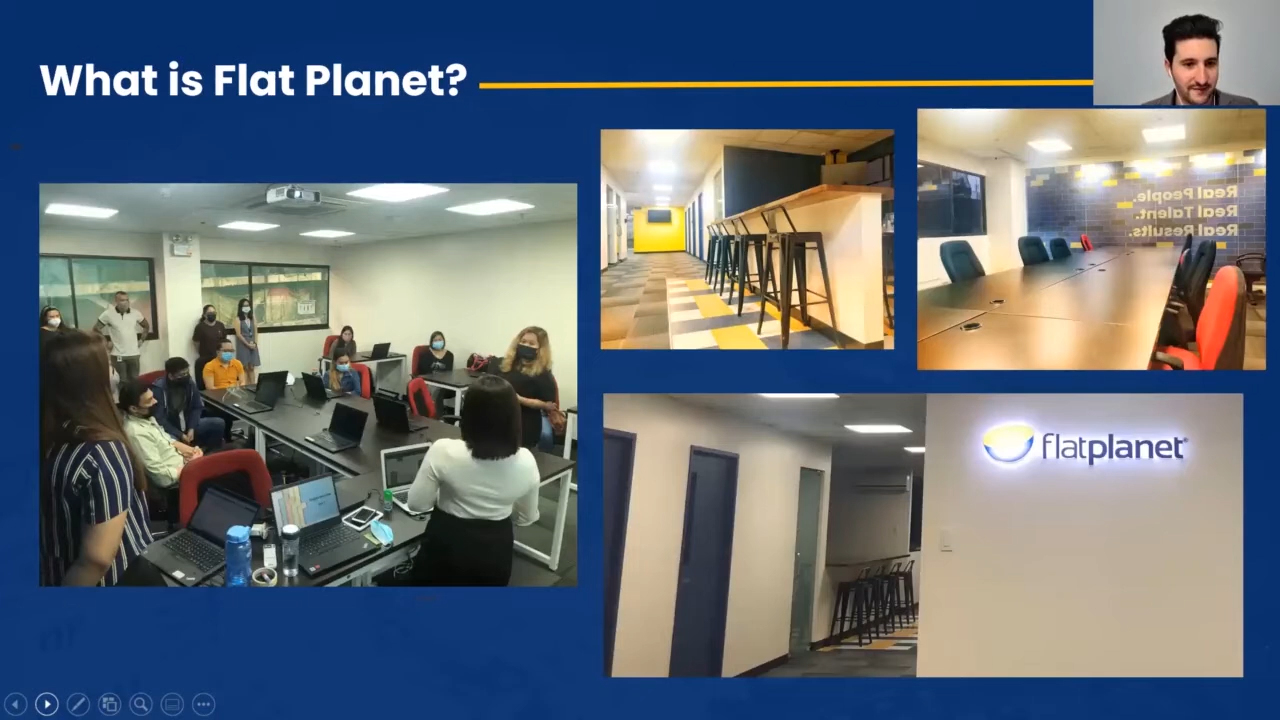 What is Flat Planet?
Real People.
Real Talent.
Real Results.
flatplanet